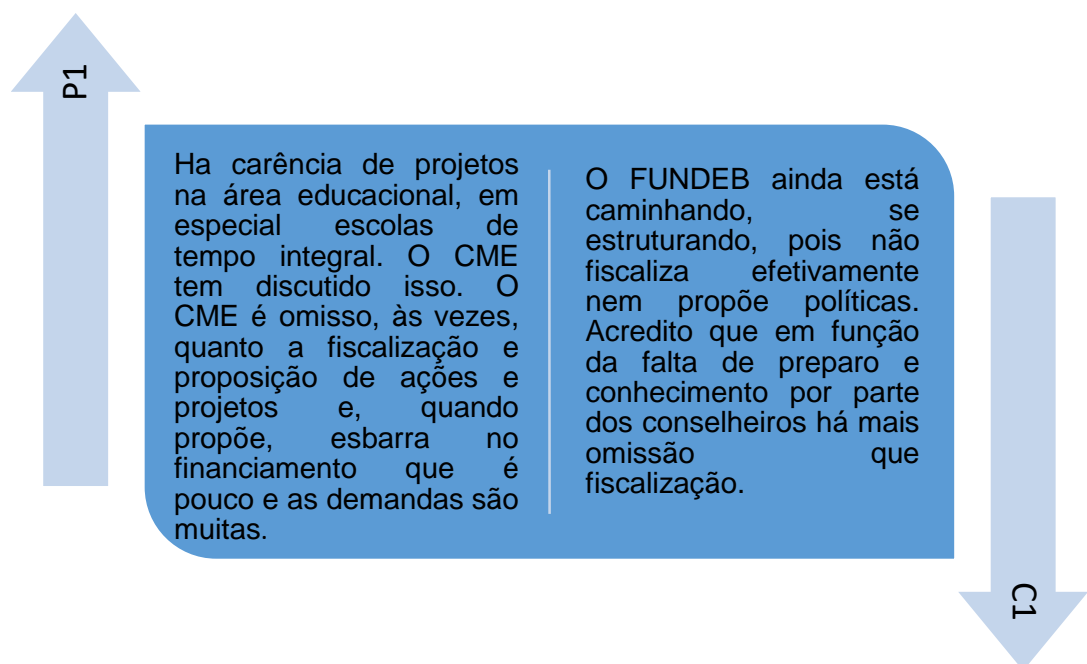 P1
Ha carência de projetos
na área educacional, em
especial escolas de
tempo integral. O CME
tem discutido isso. O
CME é omisso, às vezes,
quanto a fiscalização e
proposição de ações e
projetos e, quando
propõe, esbarra no
financiamento que é
pouco e as demandas são
muitas.
O FUNDEB ainda está
caminhando, se
estruturando, pois não
fiscaliza efetivamente
nem propõe políticas.
Acredito que em função
da falta de preparo e
conhecimento por parte
dos conselheiros há mais
omissão que
fiscalização.
C1